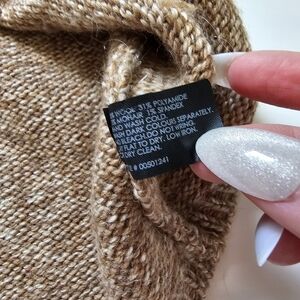 WOOL 31% POLYAMIDE
MOHAIR 1% SPANDEX
AND WASH COLD.
DARK COLOURS SEPARATELY.
BLEACH.DO NOT WRING.
FLAT TO DRY. LOW IRON.
DRY CLEAN.
# 00501241